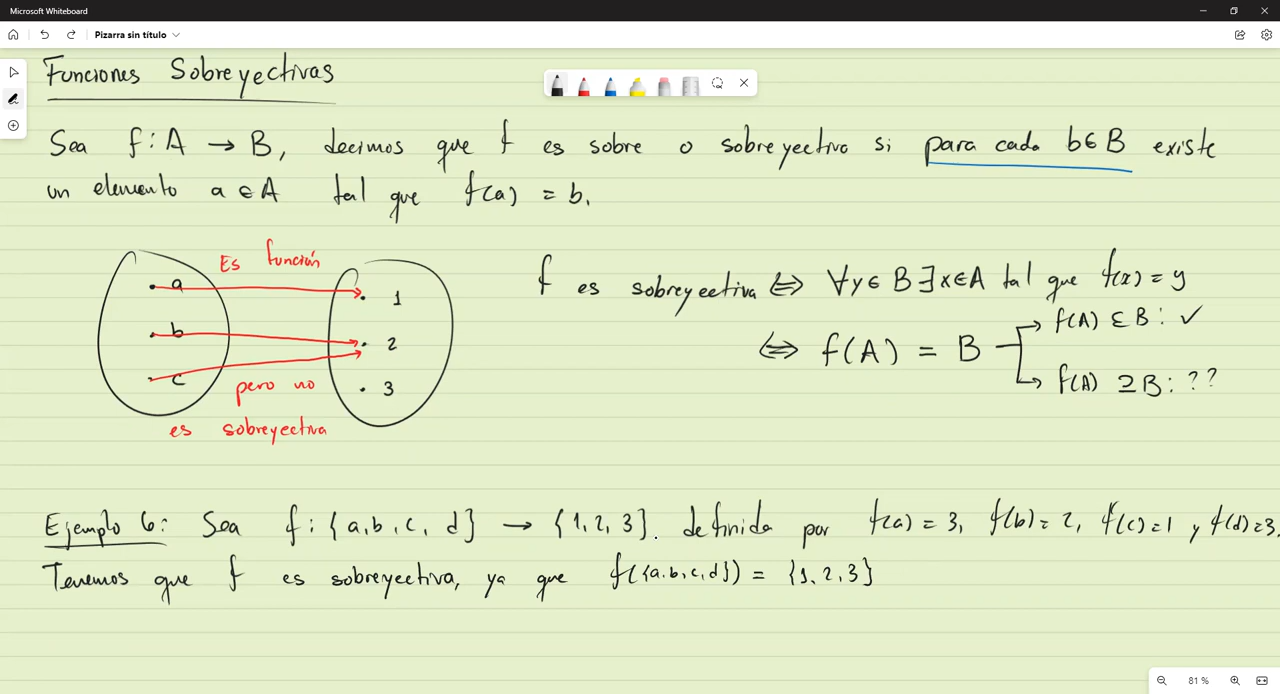 Microsoft Whiteboard
Pizarra sin título
Funciones Sobreyectivas
Sea f: A → B, decimos que f es sobre o sobreyectiva si para cada b ∈ B existe
un elemento a ∈ A tal que f(a) = b.
Es función
a
b
c
1
2
3
pero no
es sobreyectiva
f es sobreyectiva ⇔ ∀y ∈ B ∃x ∈ A tal que f(x) = y
⇔ f(A) = B
f(A) ⊆ B: ✓
f(A) ⊇ B: ??
Ejemplo 6: Sea f: {a, b, c, d} → {1, 2, 3}. definida por f(a) = 3, f(b) = 2, f(c) = 1 y f(d) = 3.
Tenemos que f es sobreyectiva, ya que f({a, b, c, d}) = {1, 2, 3}
81 %